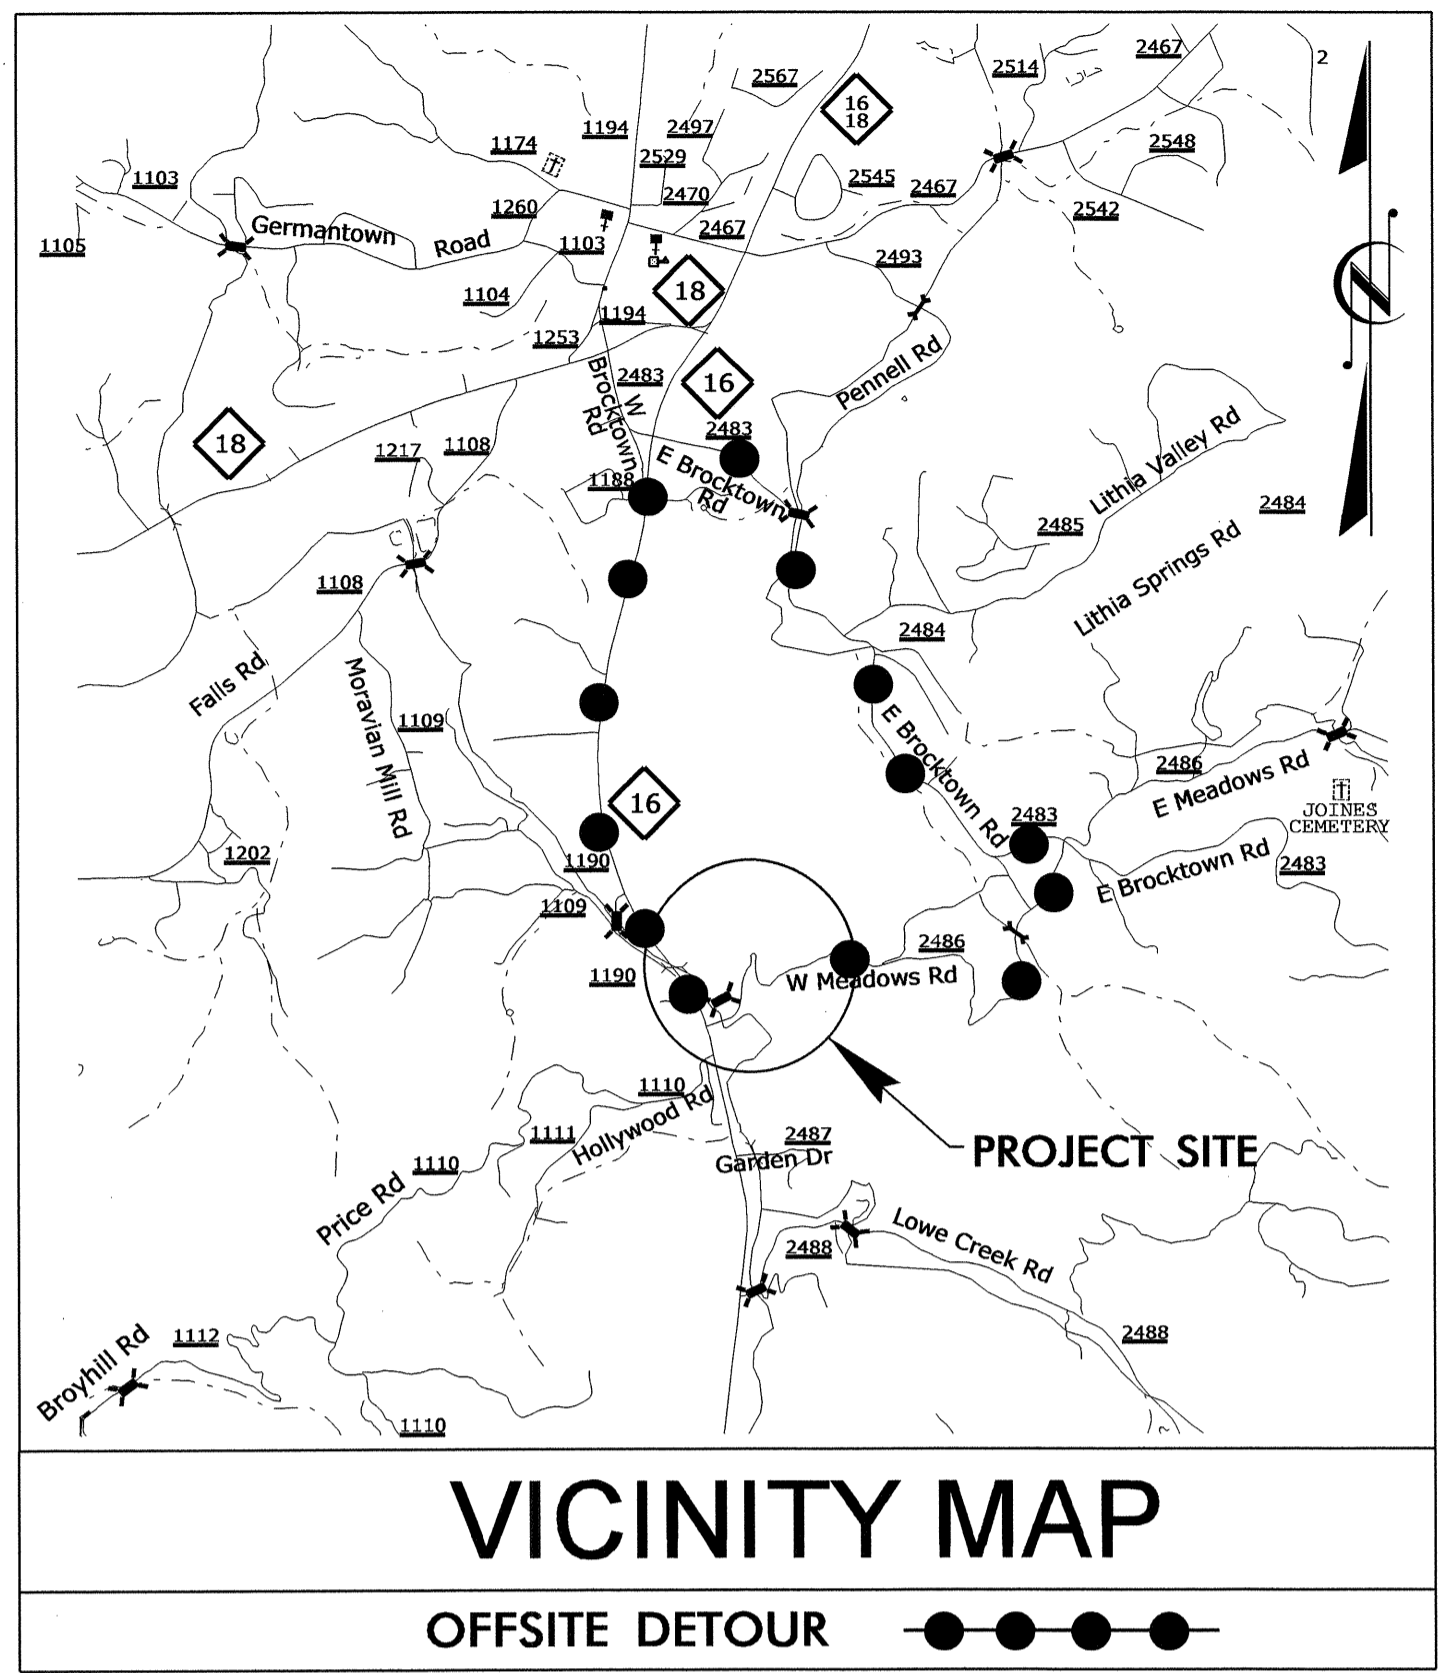 2467
2
2514
2567
16
18
1194
2497
1174
2529
2548
1103
2545
2467
2470
1260
2542
Germantown
Road
2467
1105
1103
2493
18
1104
1194
1253
Pennell Rd
2483
16
W
Brocktown
Rd
18
2483
Lithia Valley Rd
1217
1108
E Brocktown
Rd
1188
2484
2485
Lithia Springs Rd
1108
2484
Falls Rd
Moravian Mill Rd
1109
E Brocktown Rd
2486
E Meadows Rd
16
JOINES
CEMETERY
2483
1202
1190
E Brocktown Rd
2483
1109
2486
1190
W Meadows Rd
1110
Hollywood Rd
1111
2487
Garden Dr
PROJECT SITE
1110
Price Rd
2488
Lowe Creek Rd
1112
Broyhill Rd
2488
1110
VICINITY MAP
OFFSITE DETOUR